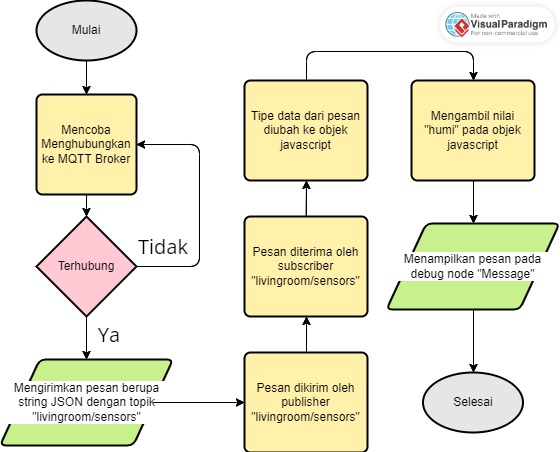 Mulai
Made with
VisualParadigm
For non-commercial use
Mencoba
Menghubungkan
ke MQTT Broker
Terhubung
Tidak
Ya
Mengirimkan pesan berupa
string JSON dengan topik
"livingroom/sensors"
Pesan dikirim oleh
publisher
"livingroom/sensors"
Pesan diterima oleh
subscriber
"livingroom/sensors"
Tipe data dari pesan
diubah ke objek
javascript
Mengambil nilai
"humi" pada objek
javascript
Menampilkan pesan pada
debug node "Message"
Selesai